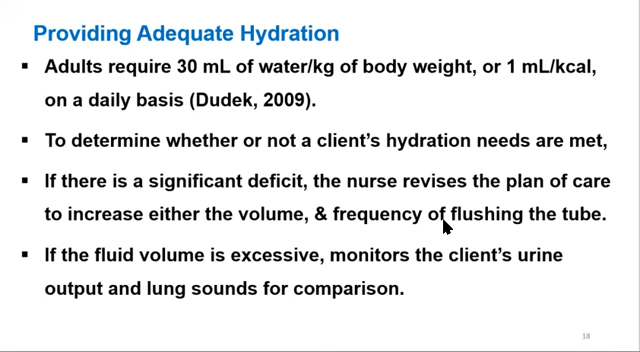 Providing Adequate Hydration
▪ Adults require 30 mL of water/kg of body weight, or 1 mL/kcal,
on a daily basis (Dudek, 2009).
▪ To determine whether or not a client’s hydration needs are met,
▪ If there is a significant deficit, the nurse revises the plan of care
to increase either the volume, & frequency of flushing the tube.
▪ If the fluid volume is excessive, monitors the client’s urine
output and lung sounds for comparison.
18